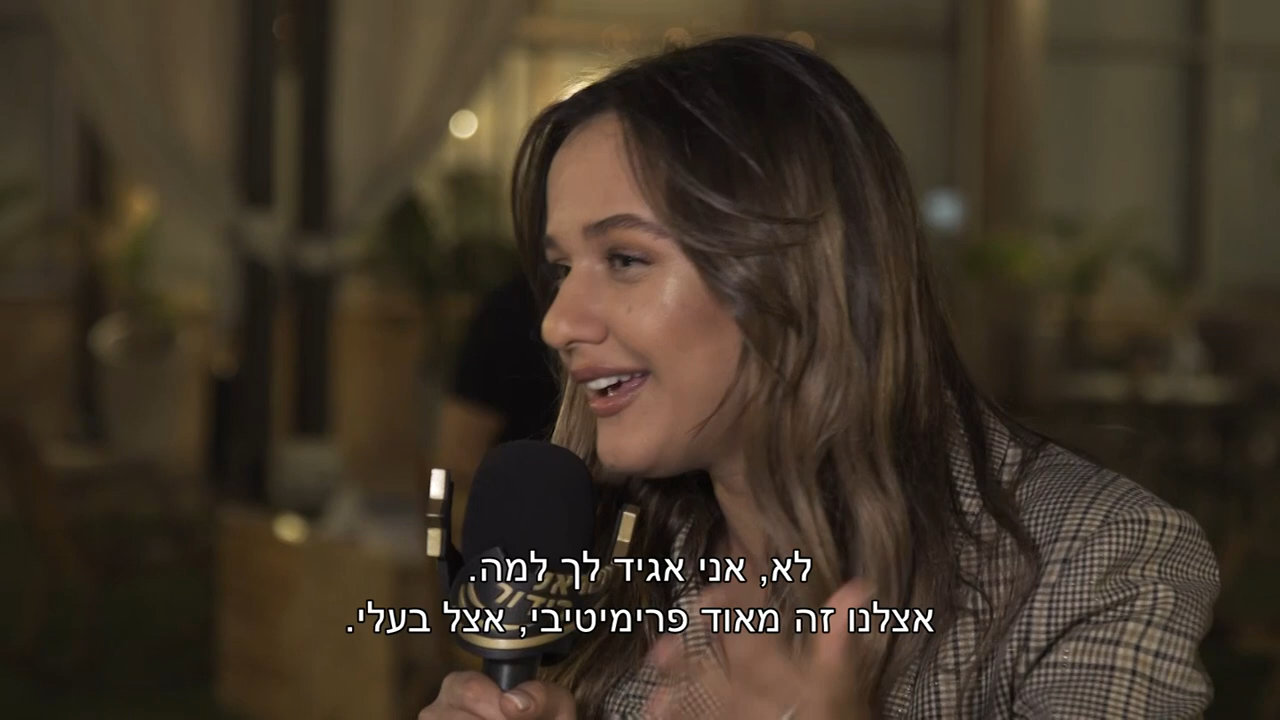 לא, אני אגיד לך למה.
אצלנו זה מאוד פרימיטיבי, אצל בעלי.